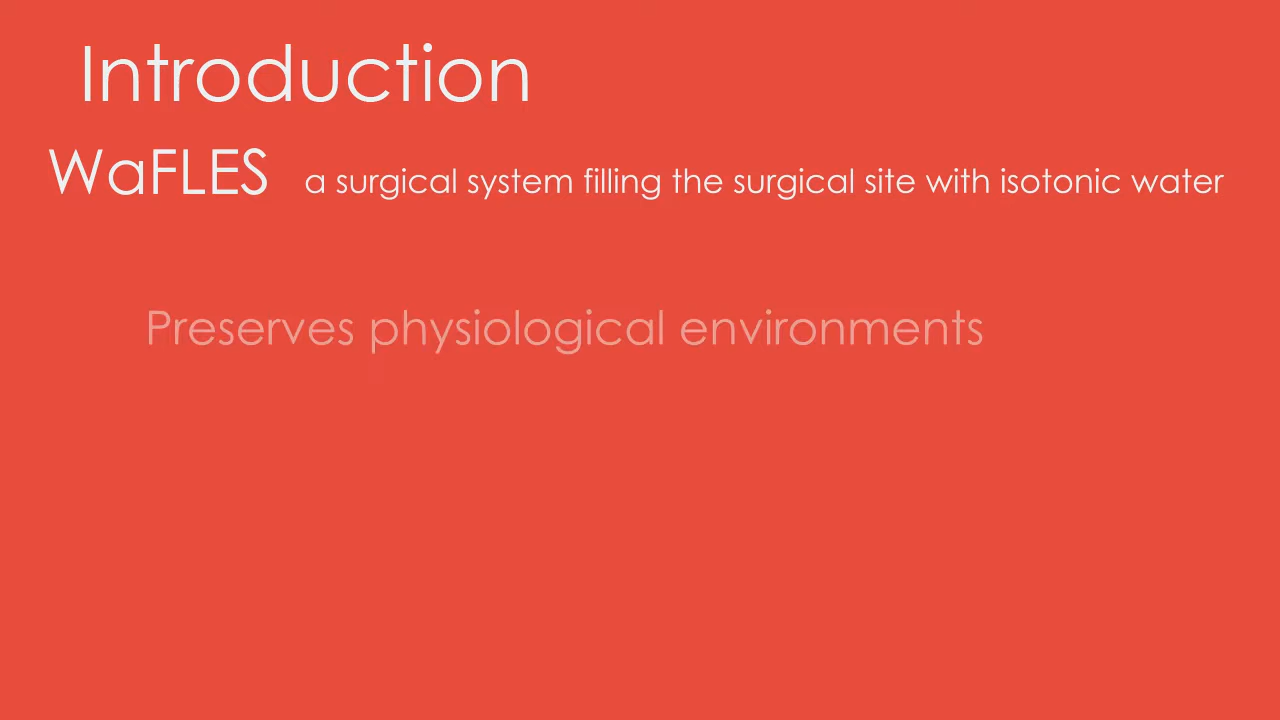 Introduction
WaFLES a surgical system filling the surgical site with isotonic water
Preserves physiological environments